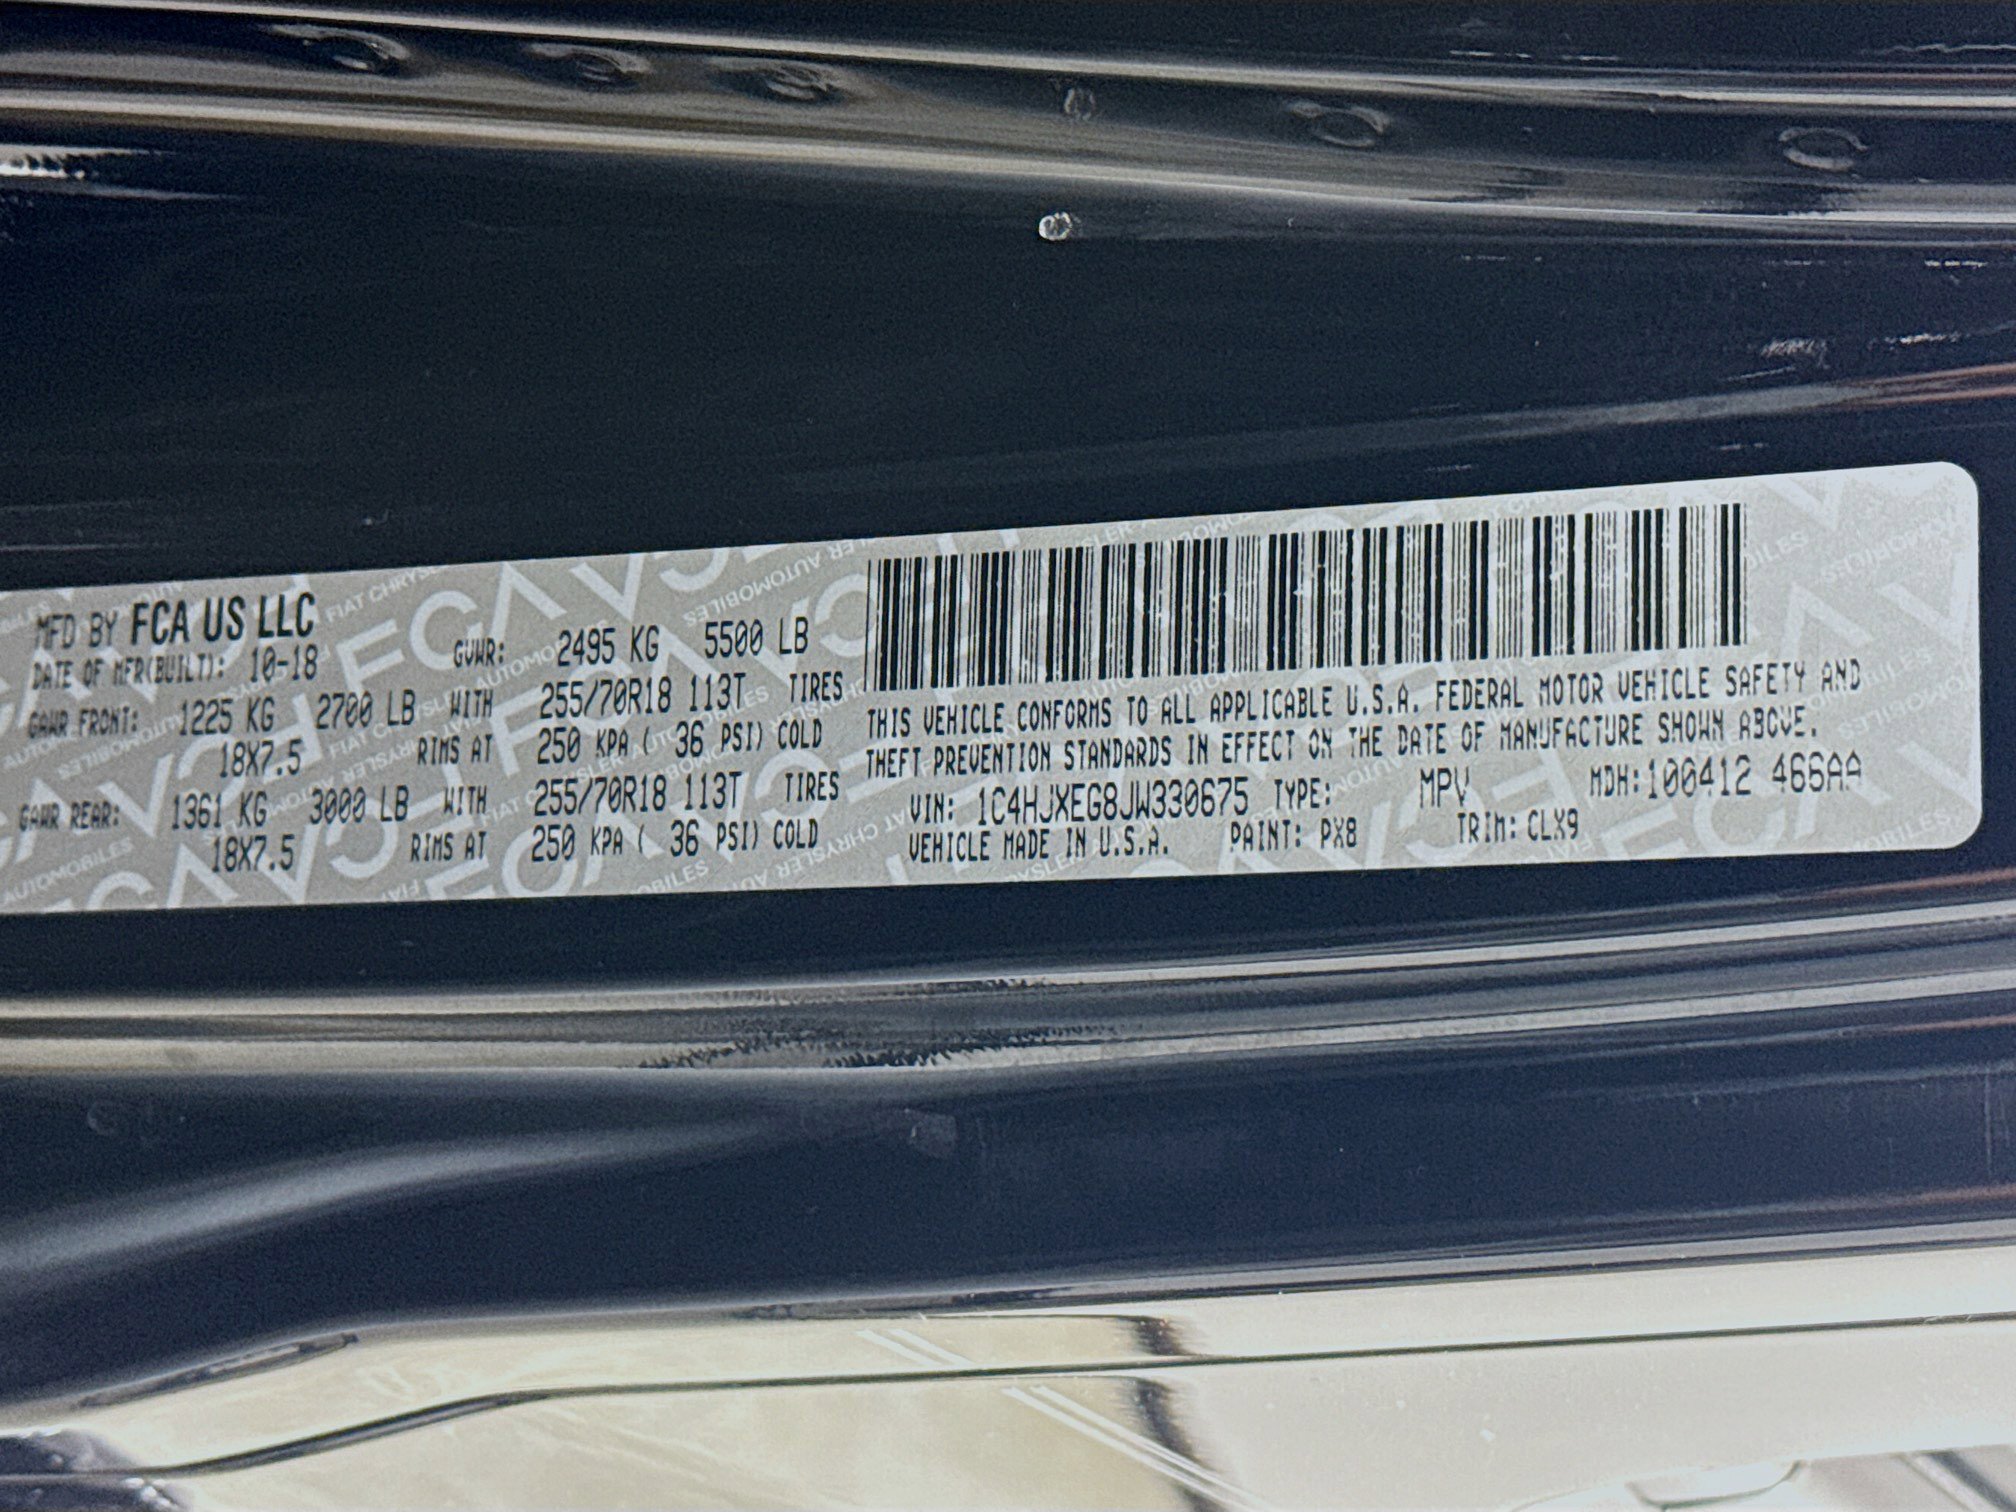 MFD BY FCA US LLC
DATE OF MFR(BUILT): 10-18 GVWR: 2495 KG 5500 LB
GAWR FRONT: 1225 KG 2700 LB WITH 255/70R18 113T TIRES
18X7.5 RIMS AT 250 KPA ( 36 PSI) COLD
GAWR REAR: 1361 KG 3000 LB WITH 255/70R18 113T TIRES
18X7.5 RIMS AT 250 KPA ( 36 PSI) COLD
THIS VEHICLE CONFORMS TO ALL APPLICABLE U.S.A. FEDERAL MOTOR VEHICLE SAFETY AND
THEFT PREVENTION STANDARDS IN EFFECT ON THE DATE OF MANUFACTURE SHOWN ABOVE.
VIN: 1C4HJXEG8JW330675 TYPE: MPV MDH: 100412 466AA
VEHICLE MADE IN U.S.A. PAINT: PX8 TRIM: CLX9